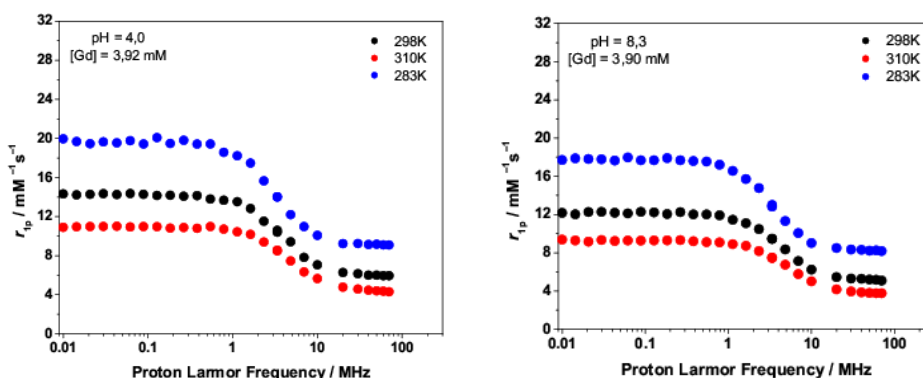 pH = 4,0
[Gd] = 3,92 mM
298K
310K
283K
32
28
24
20
16
12
8
4
0
r1p / mM⁻¹s⁻¹
0.01 0.1 1 10 100
Proton Larmor Frequency / MHz
pH = 8,3
[Gd] = 3,90 mM
298K
310K
283K
32
28
24
20
16
12
8
4
0
r1p / mM⁻¹s⁻¹
0.01 0.1 1 10 100
Proton Larmor Frequency / MHz